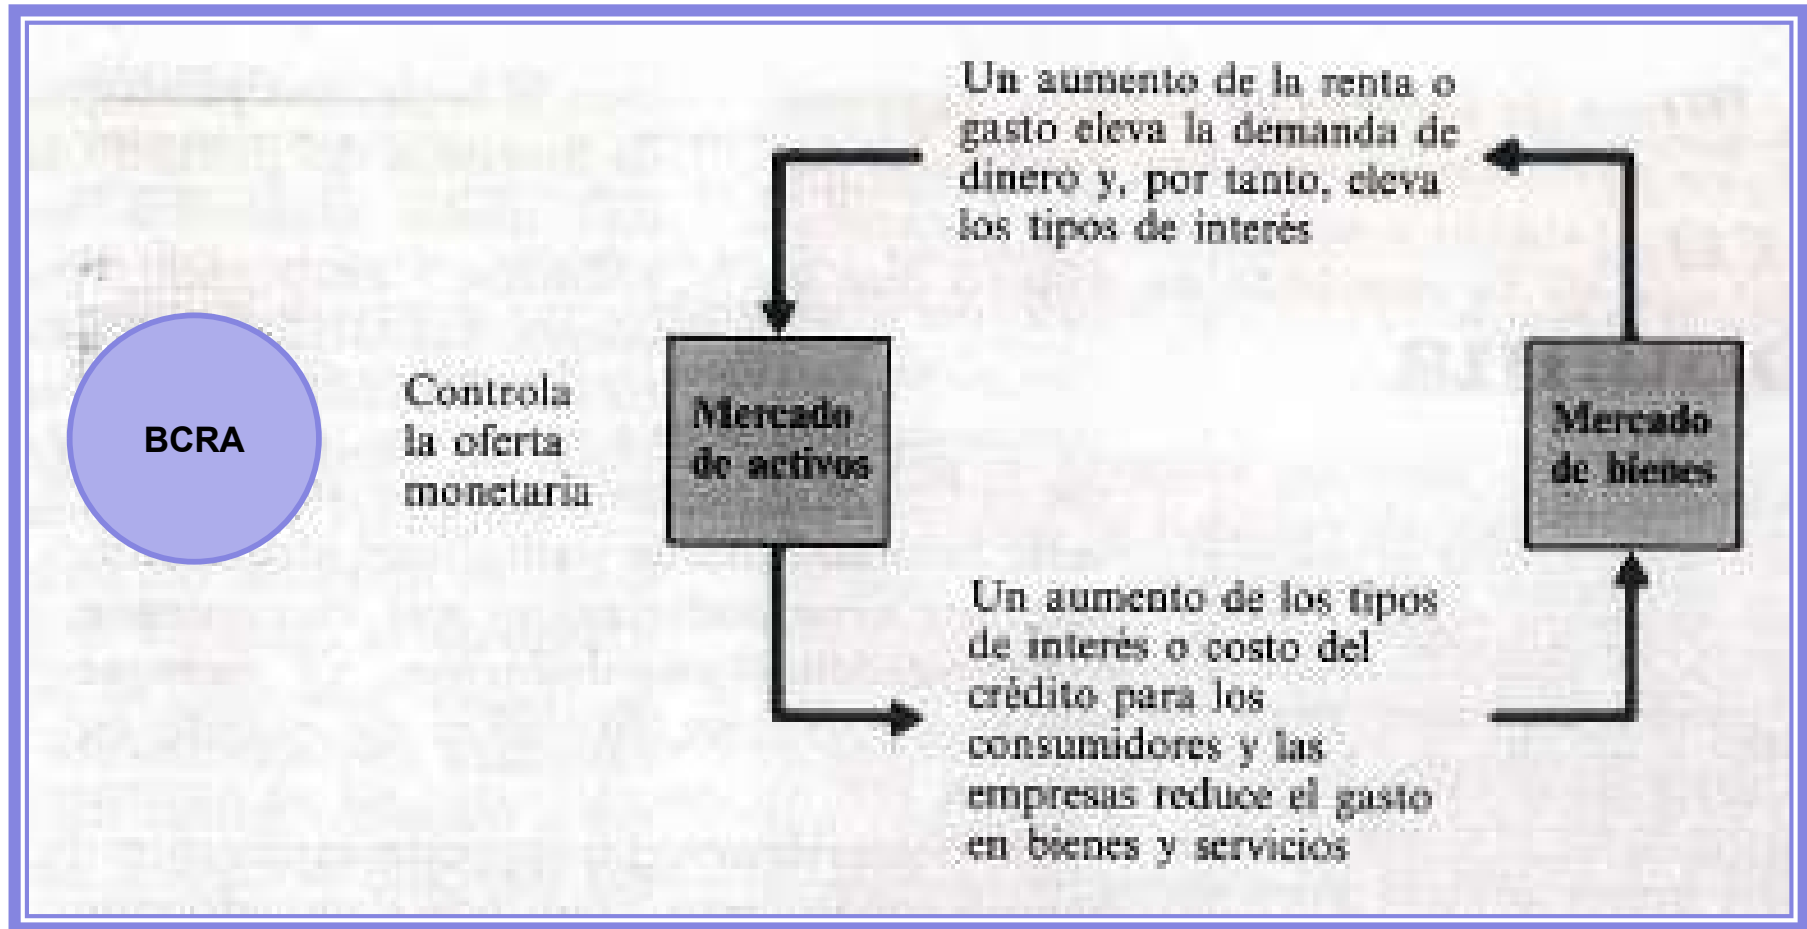 Un aumento de la renta o
gasto eleva la demanda de
dinero y, por tanto, eleva
los tipos de interés
BCRA
Controla
la oferta
monetaria
Mercado
de activos
Mercado
de bienes
Un aumento de los tipos
de interés o costo del
crédito para los
consumidores y las
empresas reduce el gasto
en bienes y servicios